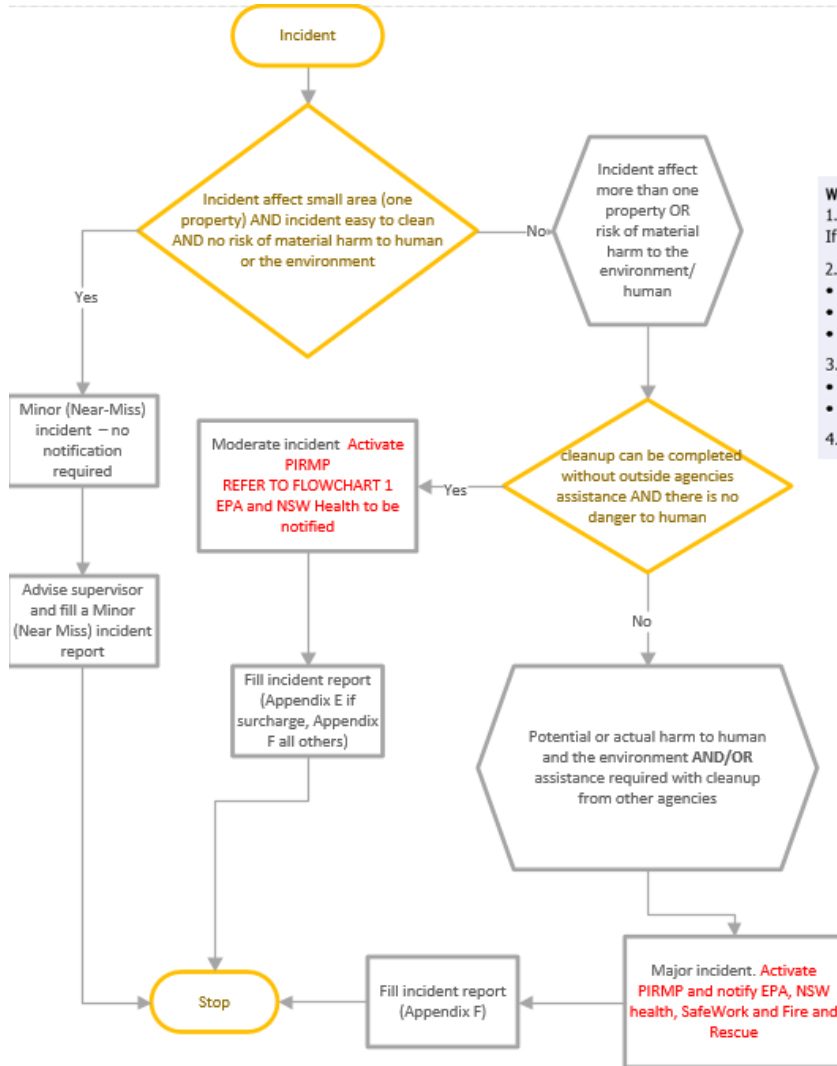 Incident
Incident affect small area (one
property) AND incident easy to clean
AND no risk of material harm to human
or the environment
No
Incident affect
more than one
property OR
risk of material
harm to the
environment/
human
W
1.
If
2.
•
•
•
3.
•
•
4.
Yes
Minor (Near-Miss)
incident – no
notification
required
Moderate incident Activate
PIRMP
REFER TO FLOWCHART 1
EPA and NSW Health to be
notified
Yes
cleanup can be completed
without outside agencies
assistance AND there is no
danger to human
Advise supervisor
and fill a Minor
(Near Miss) incident
report
No
Fill incident report
(Appendix E if
surcharge, Appendix
F all others)
Potential or actual harm to human
and the environment AND/OR
assistance required with cleanup
from other agencies
Stop
Fill incident report
(Appendix F)
Major incident. Activate
PIRMP and notify EPA, NSW
health, SafeWork and Fire and
Rescue